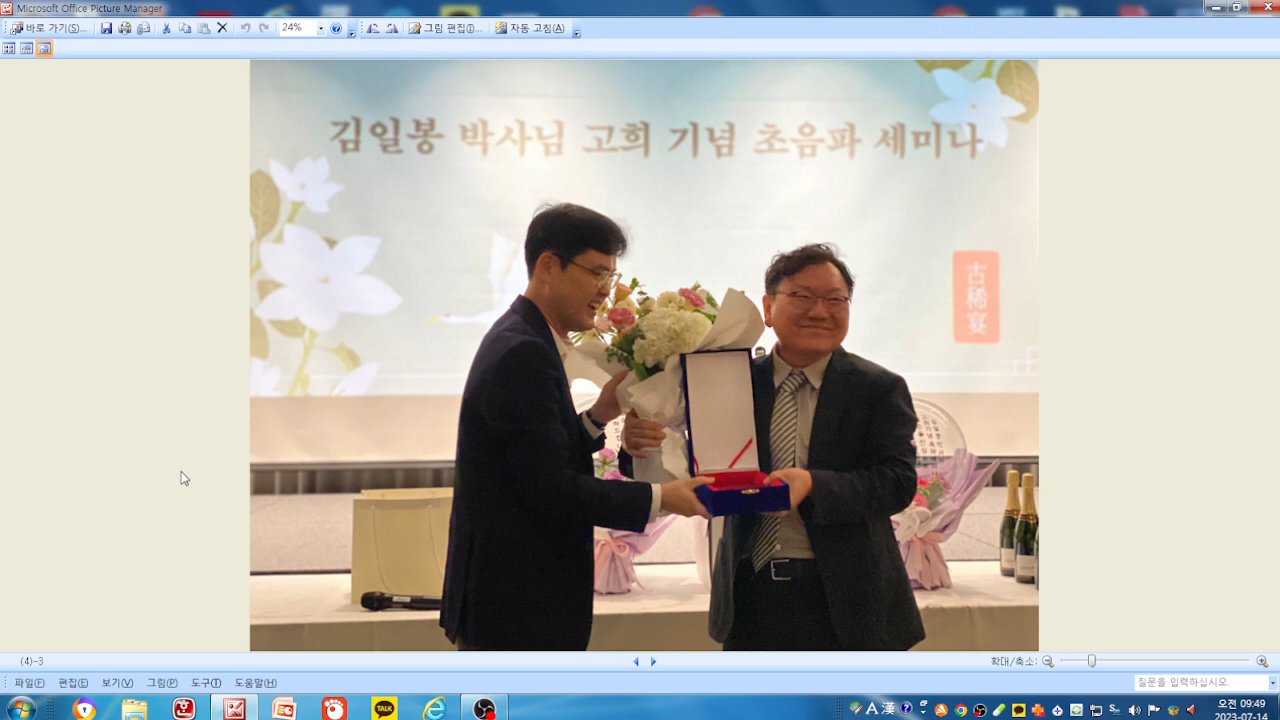 Microsoft Office Picture Manager
바로 가기(S)... 24% 그림 편집(I)... 자동 고침(A)
김일봉 박사님 고희 기념 초음파 세미나
古稀宴
(4)-3 확대/축소:
파일(F) 편집(E) 보기(V) 그림(P) 도구(T) 도움말(H) 질문을 입력하십시오.
TALK A 漢 오전 09:49